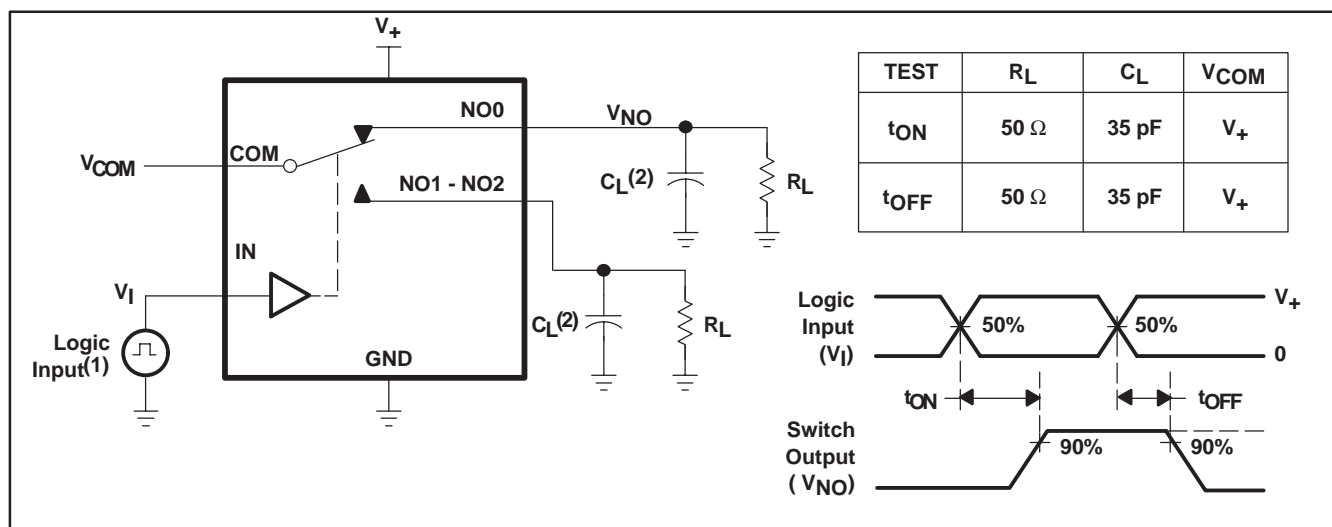 V+
NO0
VNO
COM
VCOM
NO1 - NO2
CL(2)
RL
IN
VI
CL(2)
RL
Logic
Input(1)
GND
TEST RL CL VCOM
tON 50 Ω 35 pF V+
tOFF 50 Ω 35 pF V+
Logic
Input
(VI)
50%
50%
V+
0
tON
tOFF
Switch
Output
( VNO)
90%
90%